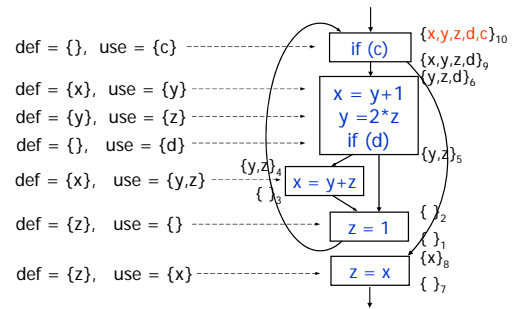 {x,y,z,d,c}10
def = {}, use = {c}
if (c)
{x,y,z,d}9
{y,z,d}6
def = {x}, use = {y}
x = y+1
def = {y}, use = {z}
y =2*z
def = {}, use = {d}
if (d)
{y,z}5
{y,z}4
def = {x}, use = {y,z}
x = y+z
{ }3
{ }2
def = {z}, use = {}
z = 1
{ }1
{x}8
def = {z}, use = {x}
z = x
{ }7